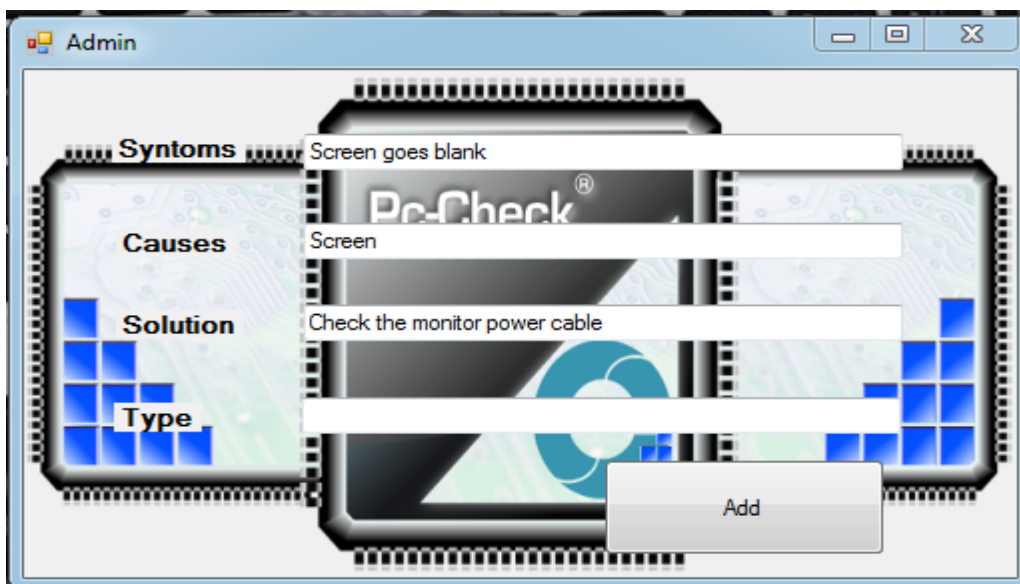 Admin
Syntoms Screen goes blank
Pc-Check®
Causes Screen
Solution Check the monitor power cable
Type
Add